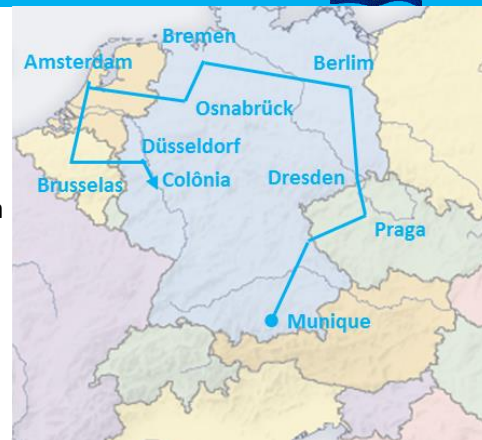 Bremen
Amsterdam
Berlim
Osnabrück
Düsseldorf
Brusselas
Colônia
Dresden
Praga
Munique